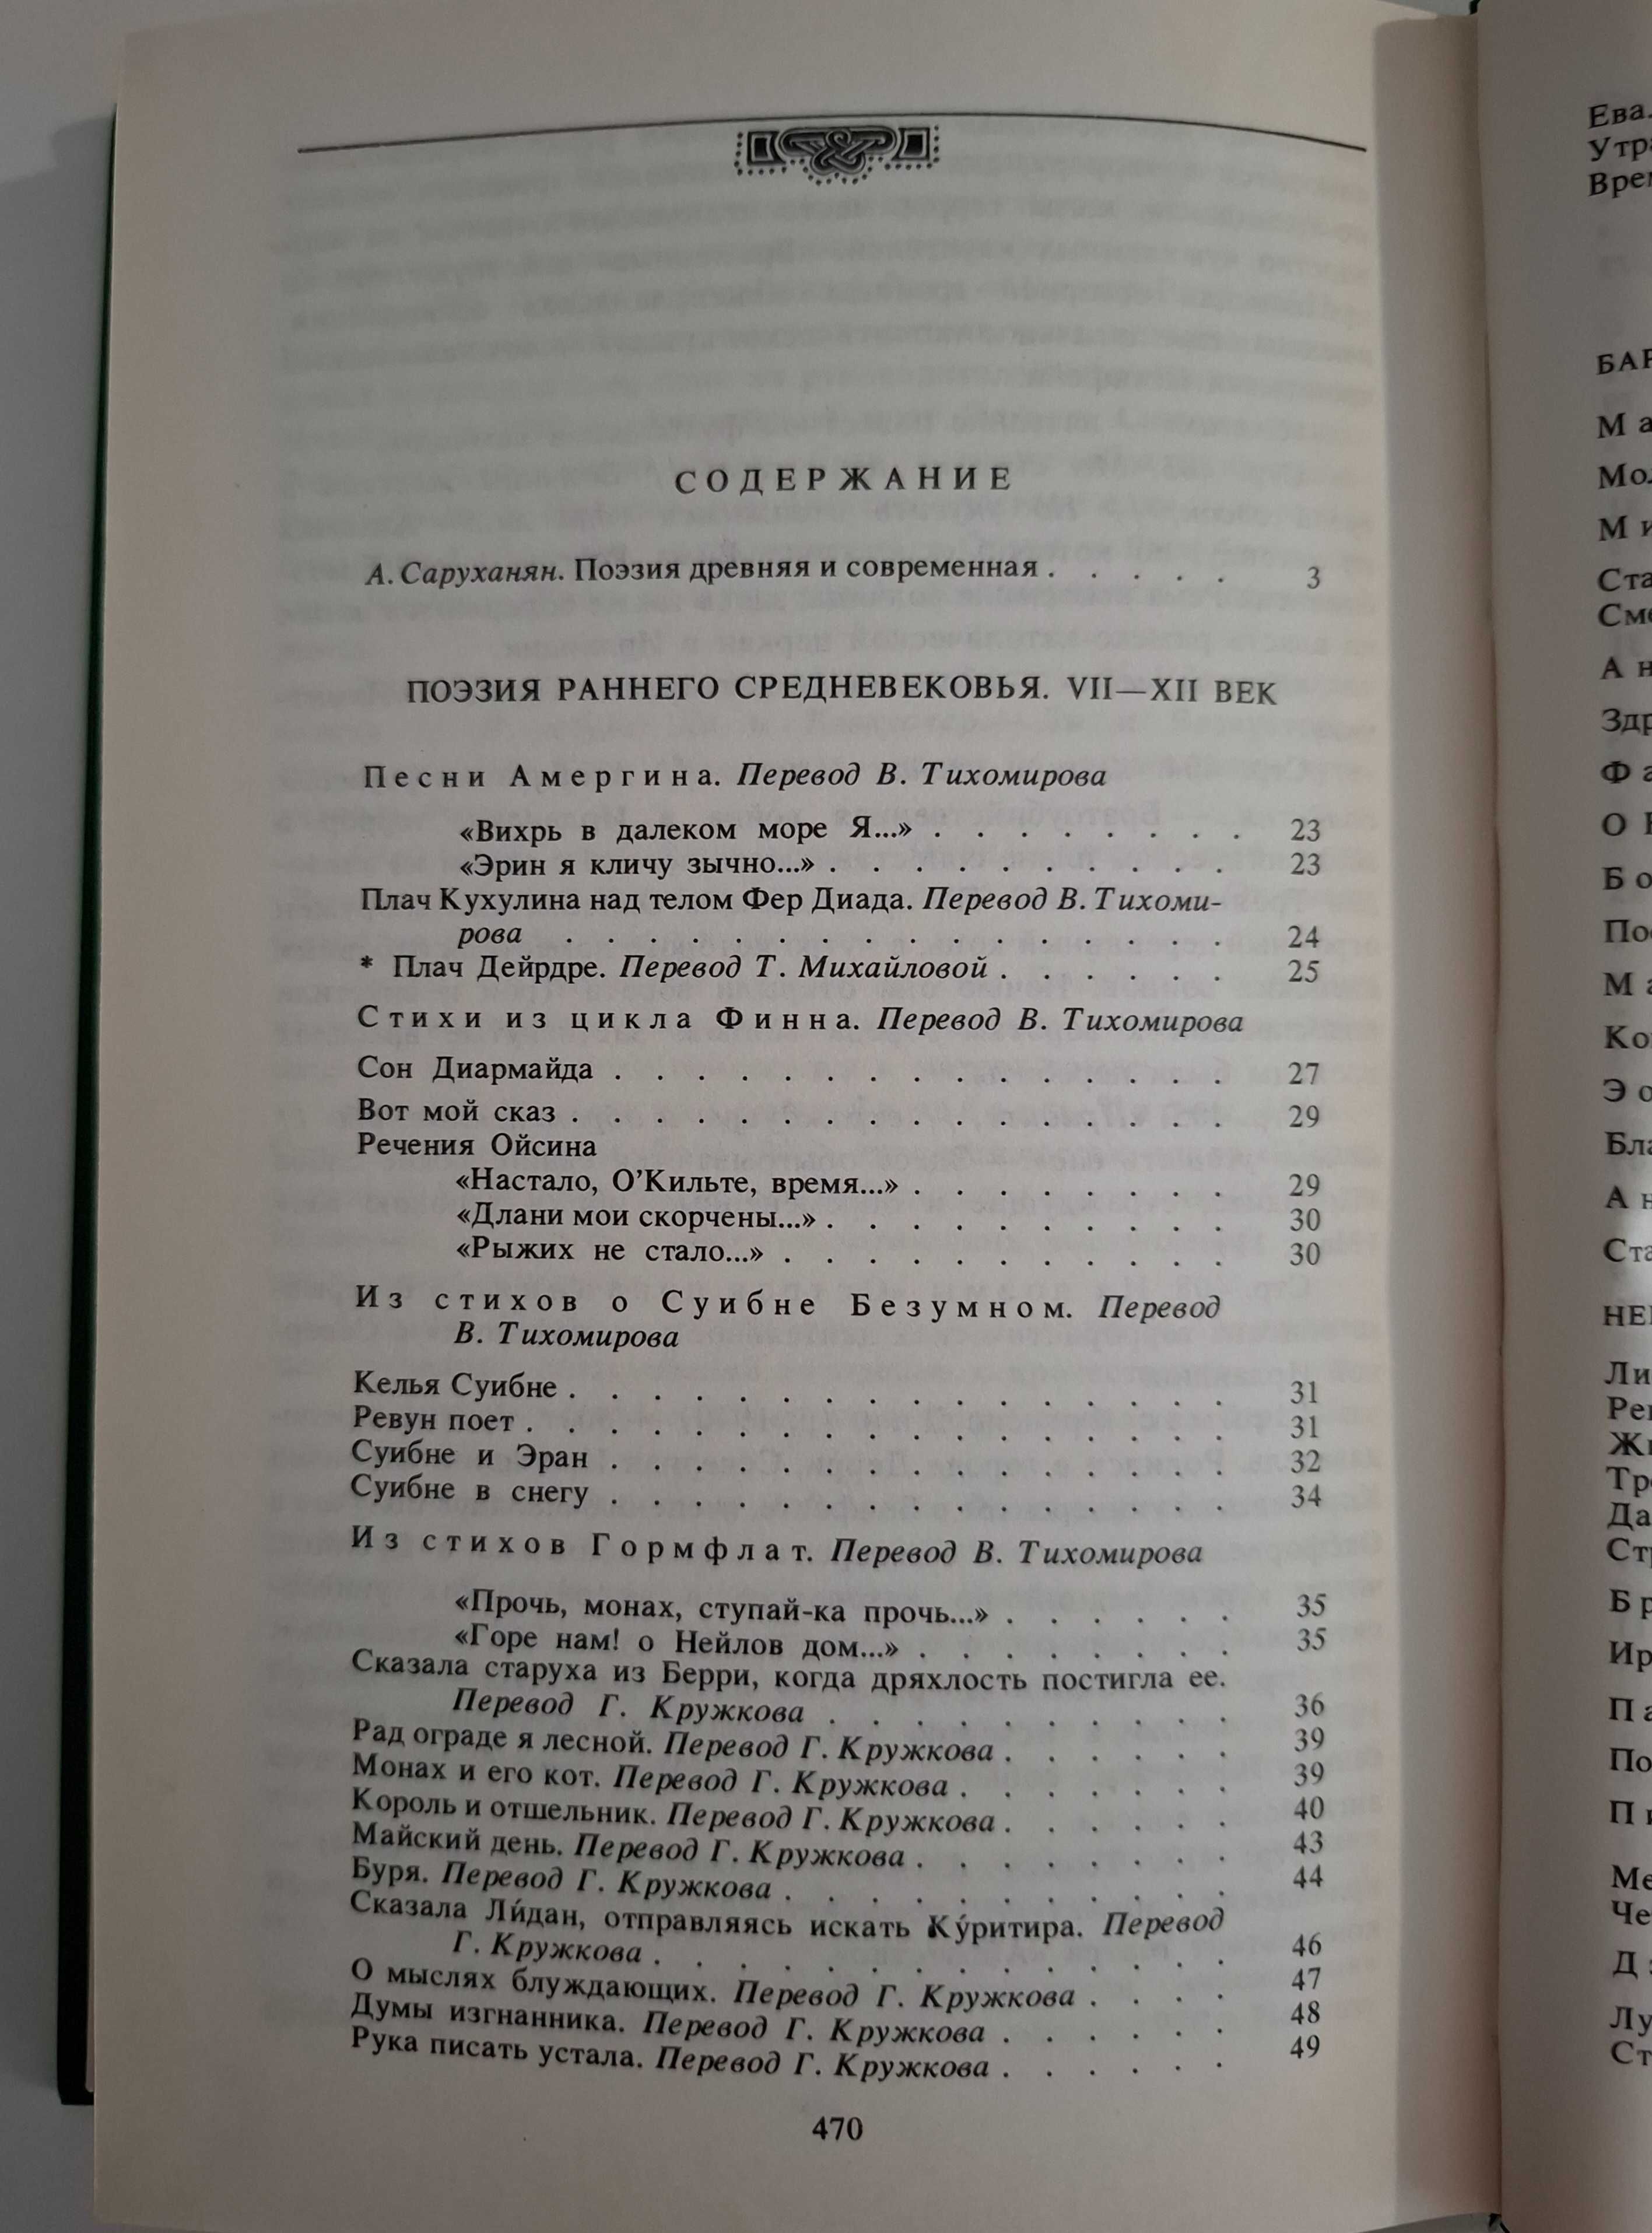 СОДЕРЖАНИЕ
А. Саруханян. Поэзия древняя и современная . . . . . 3
ПОЭЗИЯ РАННЕГО СРЕДНЕВЕКОВЬЯ. VII—XII ВЕК
Песни Амергина. Перевод В. Тихомирова
«Вихрь в далеком море Я...» . . . . . . . . 23
«Эрин я кличу зычно...» . . . . . . . . . . 23
Плач Кухулина над телом Фер Диада. Перевод В. Тихоми-
рова . . . . . . . . . . . . . . . . 24
* Плач Дейрдре. Перевод Т. Михайловой . . . . . . 25
Стихи из цикла Финна. Перевод В. Тихомирова
Сон Диармайда . . . . . . . . . . . . . . . 27
Вот мой сказ . . . . . . . . . . . . . . . . 29
Речения Ойсина
«Настало, О’Кильте, время...» . . . . . . . . 29
«Длани мои скорчены...» . . . . . . . . . . 30
«Рыжих не стало...» . . . . . . . . . . . 30
Из стихов о Суибне Безумном. Перевод
В. Тихомирова
Келья Суибне . . . . . . . . . . . . . . . . 31
Ревун поет . . . . . . . . . . . . . . . . . 31
Суибне и Эран . . . . . . . . . . . . . . . 32
Суибне в снегу . . . . . . . . . . . . . . . 34
Из стихов Гормфлат. Перевод В. Тихомирова
«Прочь, монах, ступай-ка прочь...» . . . . . . 35
«Горе нам! о Нейлов дом...» . . . . . . . . 35
Сказала старуха из Берри, когда дряхлость постигла ее.
Перевод Г. Кружкова . . . . . . . . . . 36
Рад ограде я лесной. Перевод Г. Кружкова . . . . . . 39
Монах и его кот. Перевод Г. Кружкова . . . . . . . 39
Король и отшельник. Перевод Г. Кружкова . . . . . . 40
Майский день. Перевод Г. Кружкова . . . . . . . . 43
Буря. Перевод Г. Кружкова . . . . . . . . . . . 44
Сказала Ли́дан, отправляясь искать Ку́ритира. Перевод
Г. Кружкова . . . . . . . . . . . . . . 46
О мыслях блуждающих. Перевод Г. Кружкова . . . . 47
Думы изгнанника. Перевод Г. Кружкова . . . . . . 48
Рука писать устала. Перевод Г. Кружкова . . . . . . 49
470
Ева.